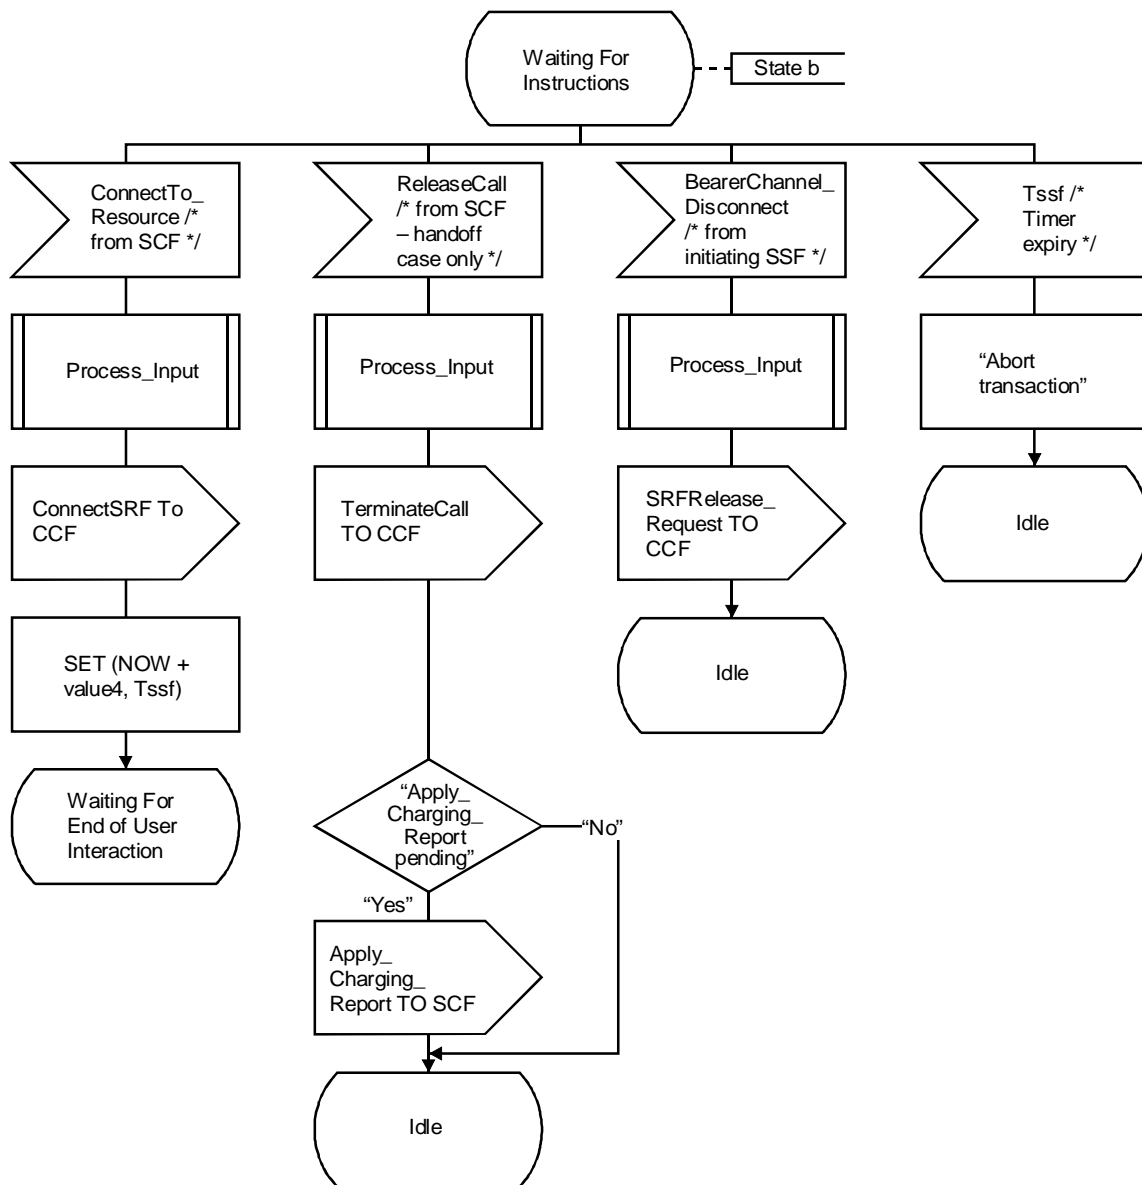 Waiting For
Instructions
State b
ConnectTo_
Resource /*
from SCF */
ReleaseCall
/* from SCF
– handoff
case only */
BearerChannel_
Disconnect
/* from
initiating SSF */
Tssf /*
Timer
expiry */
Process_Input
Process_Input
Process_Input
“Abort
transaction”
ConnectSRF To
CCF
TerminateCall
TO CCF
SRFRelease_
Request TO
CCF
Idle
SET (NOW +
value4, Tssf)
Idle
Waiting For
End of User
Interaction
“Apply_
Charging_
Report
pending”
“No”
“Yes”
Apply_
Charging_
Report TO SCF
Idle